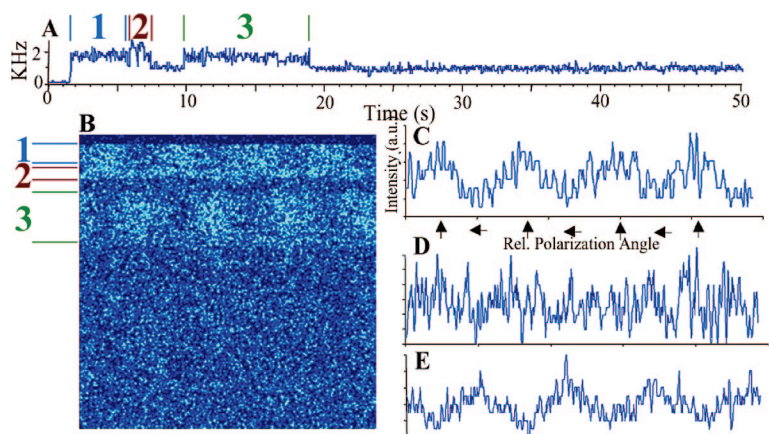 A 1 2 3
KHz
2
0
0 10 20 30 40 50
Time (s)
B
1
2
3
C
Intensity (a.u.)
Rel. Polarization Angle
D
E